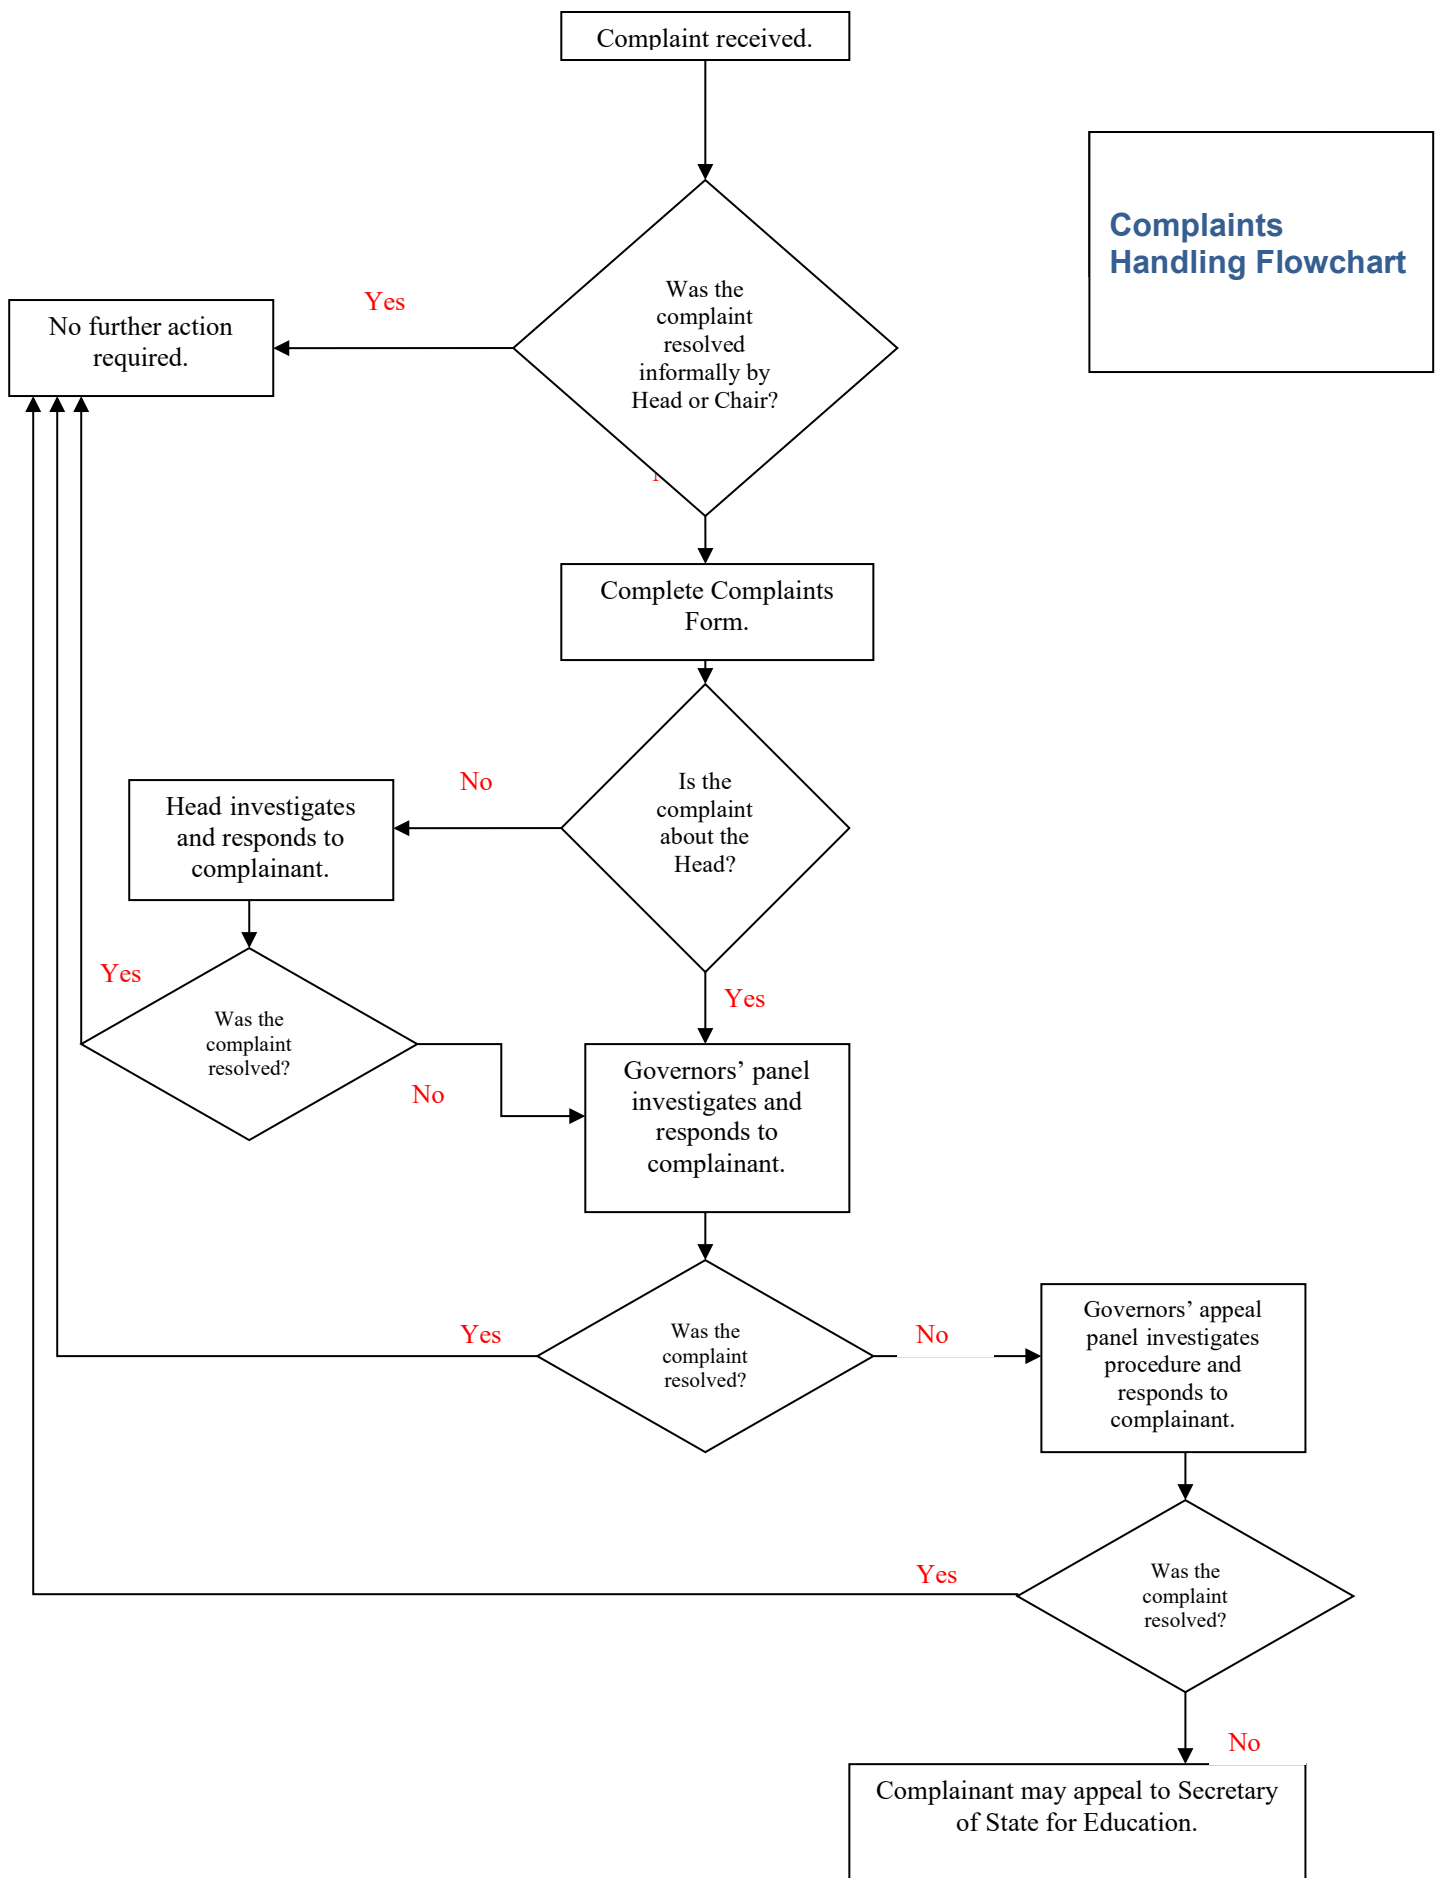 Complaint received.
Complaints
Handling Flowchart
Was the
complaint
resolved
informally by
Head or Chair?
Yes
No further action
required.
Complete Complaints
Form.
Is the
complaint
about the
Head?
No
Head investigates
and responds to
complainant.
Yes
Was the
complaint
resolved?
No
Yes
Governors’ panel
investigates and
responds to
complainant.
Was the
complaint
resolved?
Yes
No
Governors’ appeal
panel investigates
procedure and
responds to
complainant.
Was the
complaint
resolved?
Yes
No
Complainant may appeal to Secretary
of State for Education.